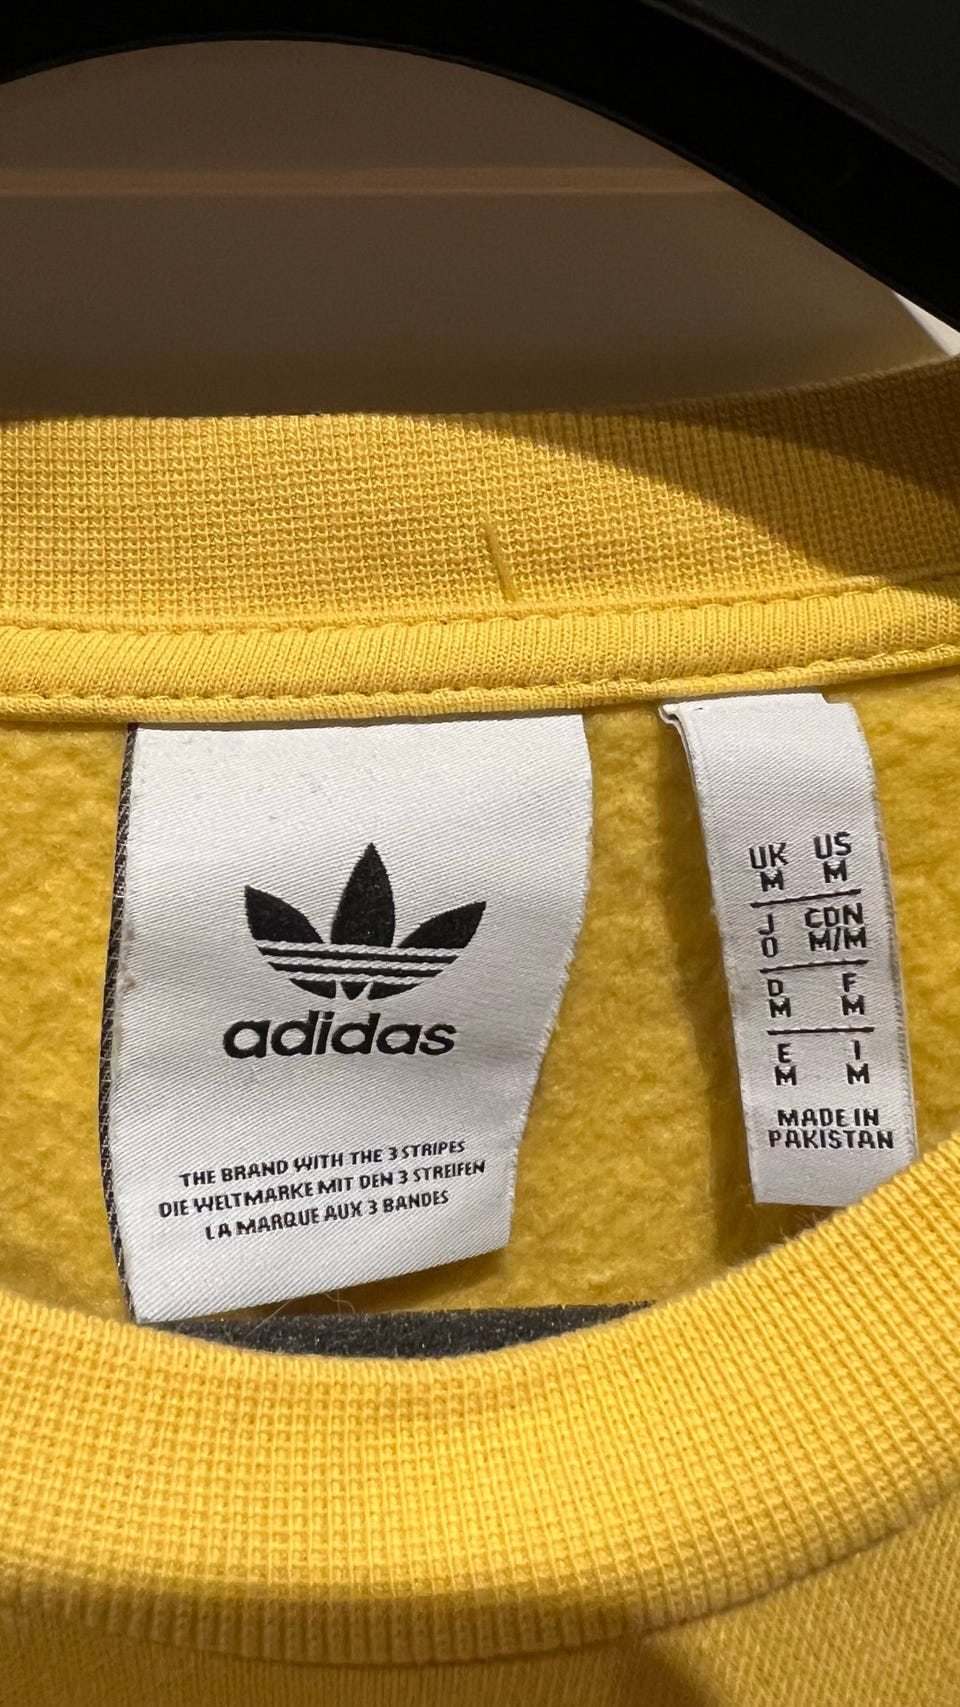 adidas
THE BRAND WITH THE 3 STRIPES
DIE WELTMARKE MIT DEN 3 STREIFEN
LA MARQUE AUX 3 BANDES
UK US
M M
J CDN
O M/M
D F
M M
E I
M M
MADE IN
PAKISTAN